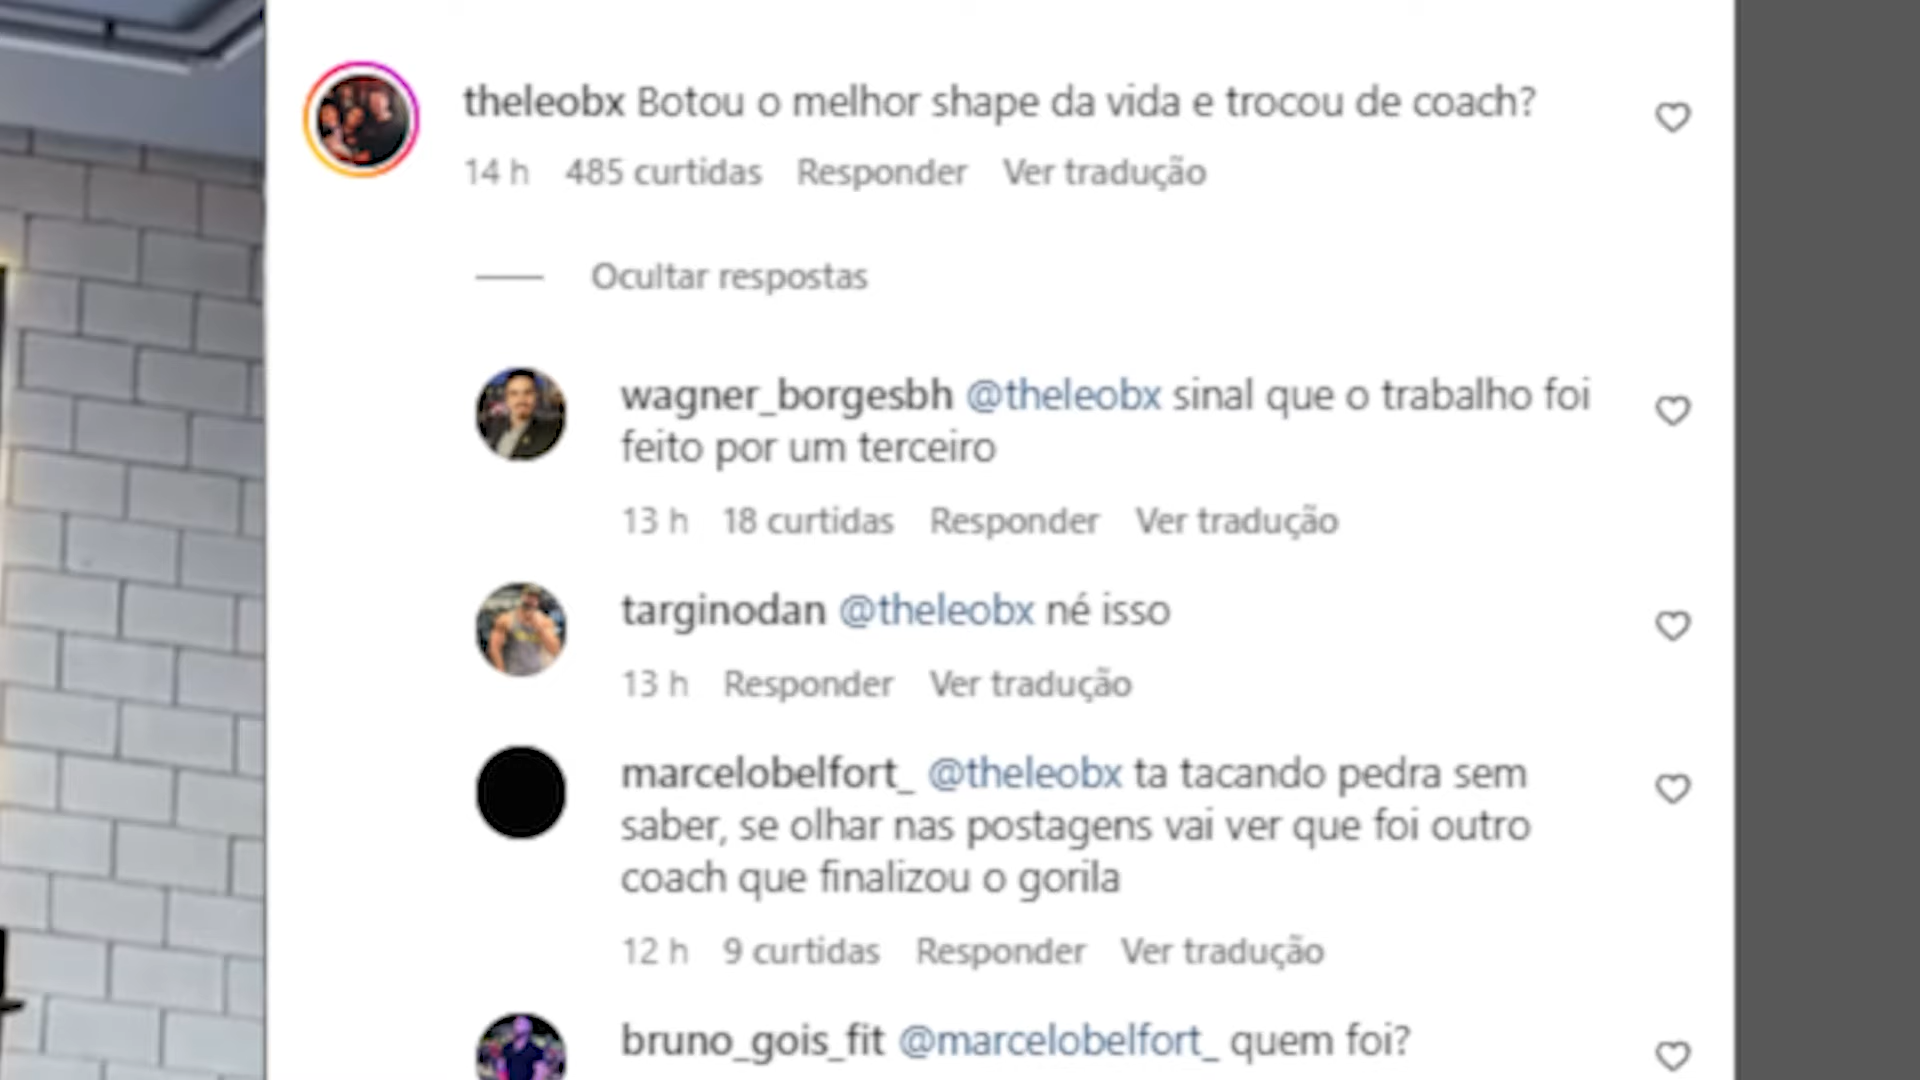 theleobx Botou o melhor shape da vida e trocou de coach?
14 h 485 curtidas Responder Ver tradução
Ocultar respostas
wagner_borgesbh @theleobx sinal que o trabalho foi
feito por um terceiro
13 h 18 curtidas Responder Ver tradução
targinodan @theleobx né isso
13 h Responder Ver tradução
marcelobelfort_ @theleobx ta tacando pedra sem
saber, se olhar nas postagens vai ver que foi outro
coach que finalizou o gorila
12 h 9 curtidas Responder Ver tradução
bruno_gois_fit @marcelobelfort_ quem foi?